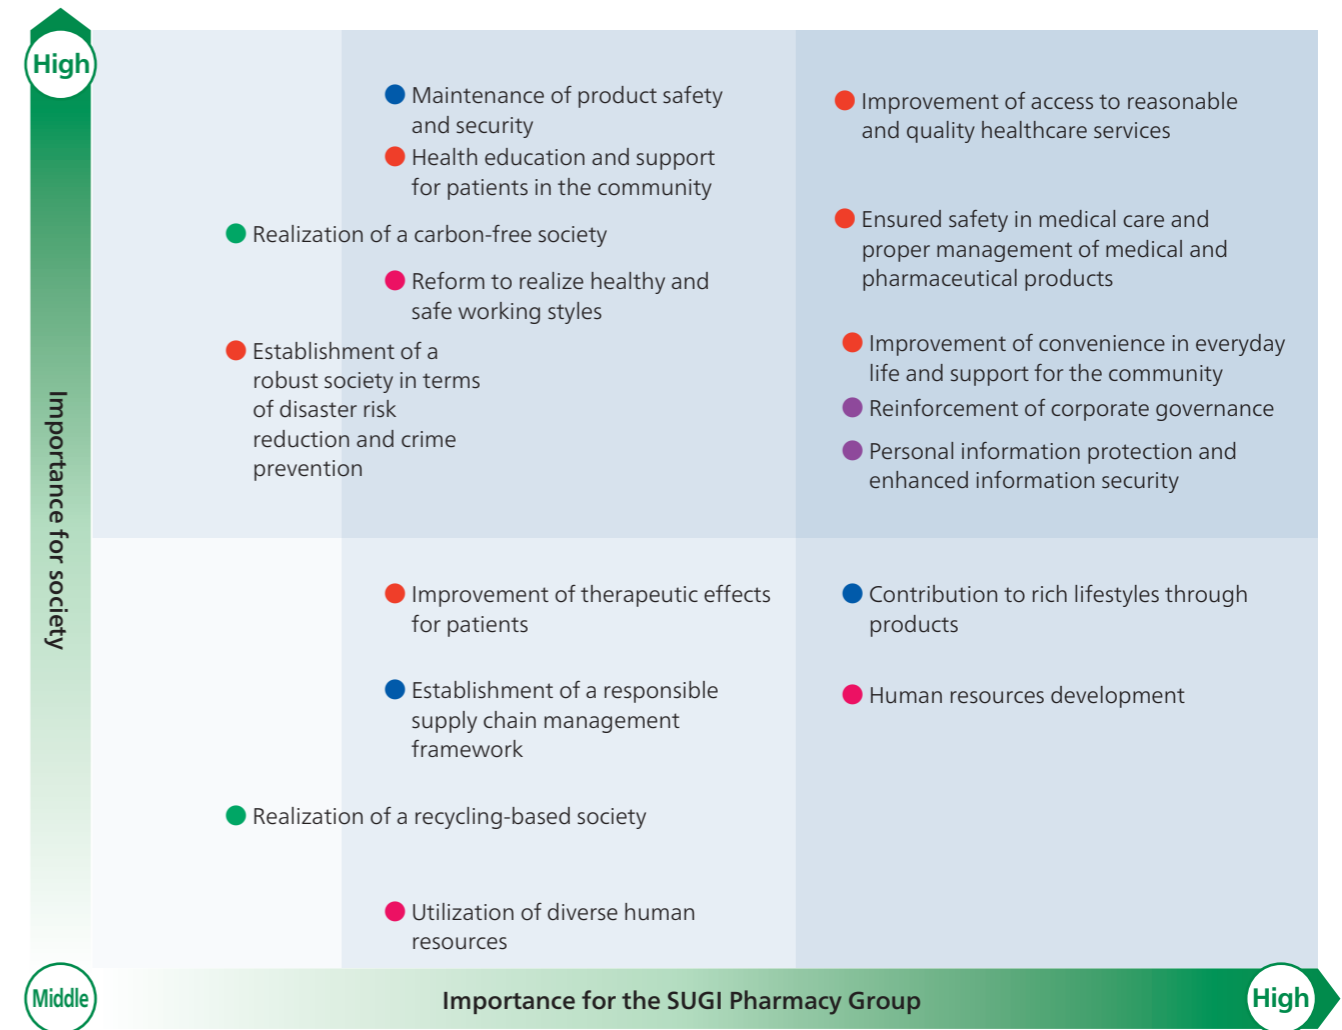 High
Maintenance of product safety
and security
Health education and support
for patients in the community
Realization of a carbon-free society
Reform to realize healthy and
safe working styles
Establishment of a
robust society in terms
of disaster risk
reduction and crime
prevention
Improvement of access to reasonable
and quality healthcare services
Ensured safety in medical care and
proper management of medical and
pharmaceutical products
Improvement of convenience in everyday
life and support for the community
Reinforcement of corporate governance
Personal information protection and
enhanced information security
Importance for society
Improvement of therapeutic effects
for patients
Establishment of a responsible
supply chain management
framework
Realization of a recycling-based society
Utilization of diverse human
resources
Contribution to rich lifestyles through
products
Human resources development
Middle
Importance for the SUGI Pharmacy Group
High